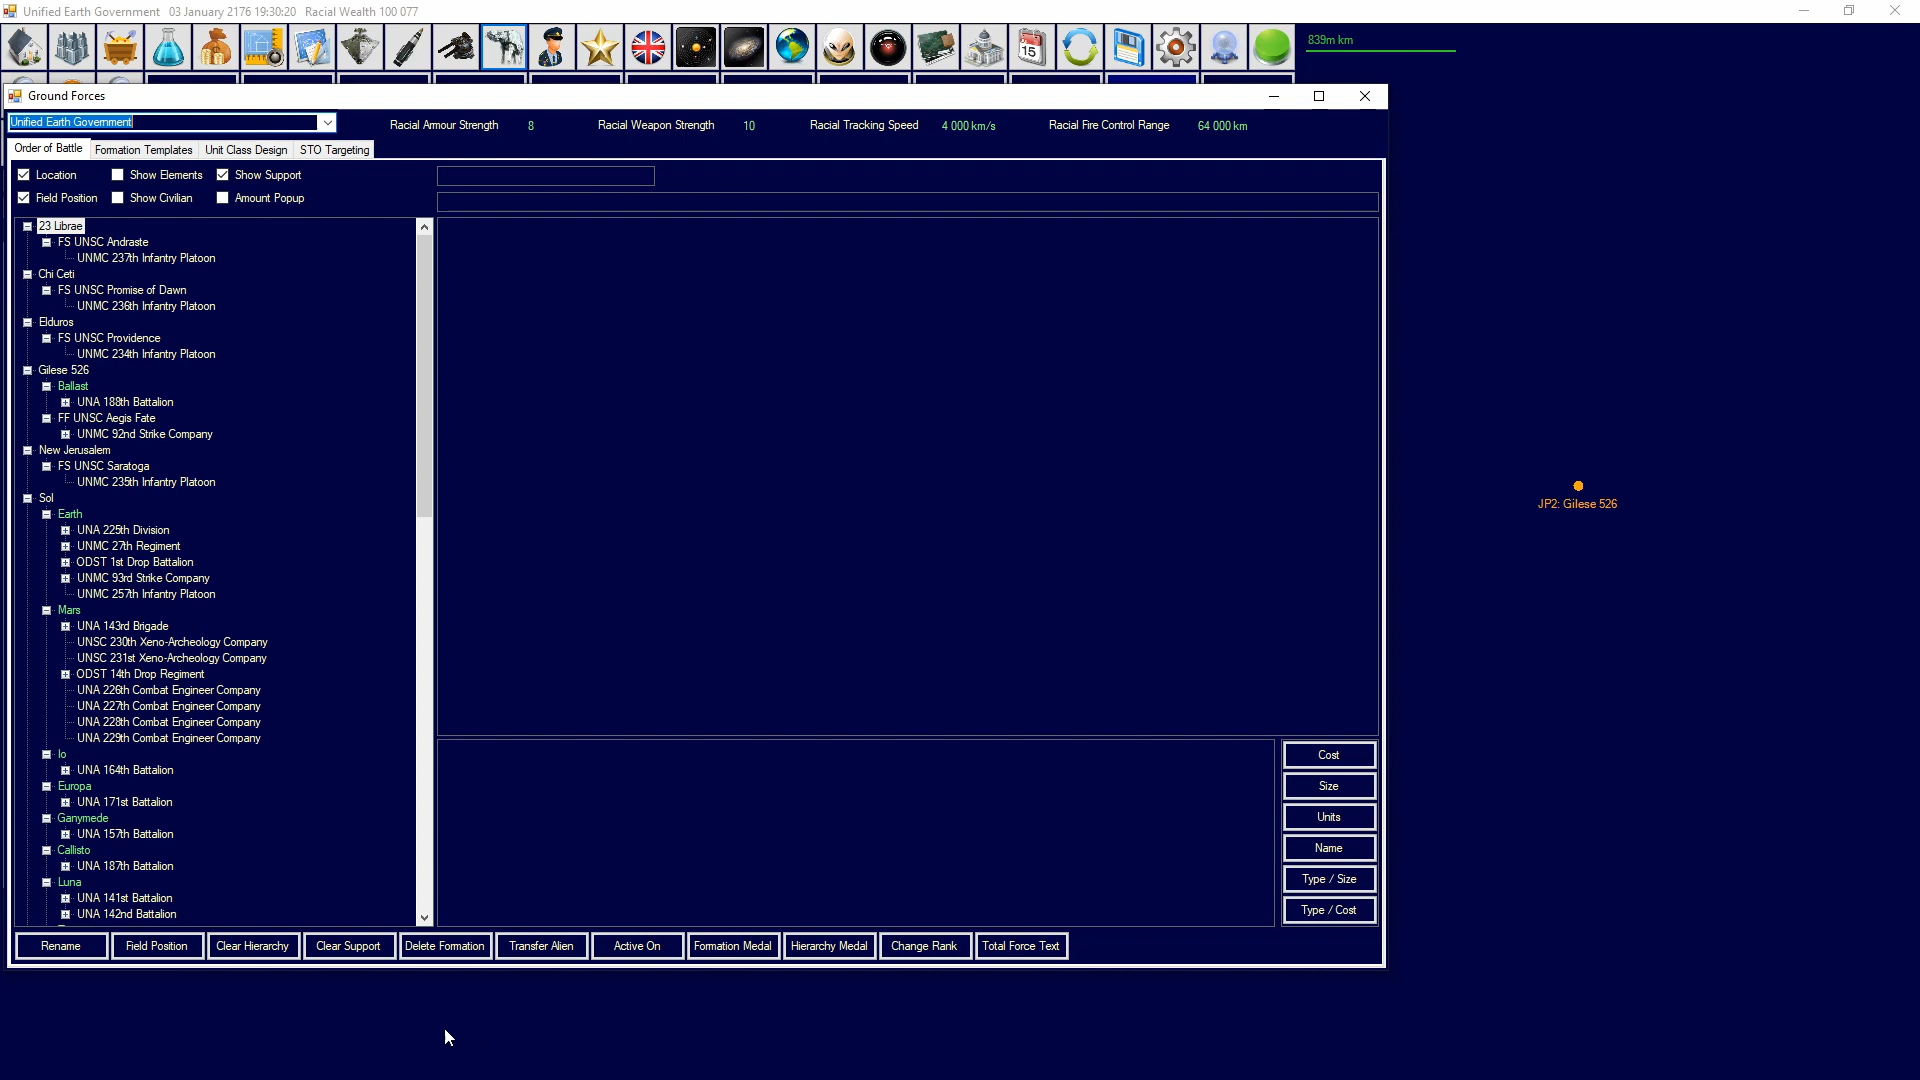 Unified Earth Government   03 January 2176 19:30:20   Racial Wealth 100 077
839m km
15
Ground Forces
Unified Earth Government
Racial Armour Strength   8   Racial Weapon Strength   10   Racial Tracking Speed   4 000 km/s   Racial Fire Control Range   64 000 km
Order of Battle   Formation Templates   Unit Class Design   STO Targeting
Location   Show Elements   Show Support
Field Position   Show Civilian   Amount Popup
23 Librae
FS UNSC Andraste
UNMC 237th Infantry Platoon
Chi Ceti
FS UNSC Promise of Dawn
UNMC 236th Infantry Platoon
Elduros
FS UNSC Providence
UNMC 234th Infantry Platoon
Gilese 526
Ballast
UNA 188th Battalion
FF UNSC Aegis Fate
UNMC 92nd Strike Company
New Jerusalem
FS UNSC Saratoga
UNMC 235th Infantry Platoon
Sol
Earth
UNA 225th Division
UNMC 27th Regiment
ODST 1st Drop Battalion
UNMC 93rd Strike Company
UNMC 257th Infantry Platoon
Mars
UNA 143rd Brigade
UNSC 230th Xeno-Archeology Company
UNSC 231st Xeno-Archeology Company
ODST 14th Drop Regiment
UNA 226th Combat Engineer Company
UNA 227th Combat Engineer Company
UNA 228th Combat Engineer Company
UNA 229th Combat Engineer Company
Io
UNA 164th Battalion
Europa
UNA 171st Battalion
Ganymede
UNA 157th Battalion
Callisto
UNA 187th Battalion
Luna
UNA 141st Battalion
UNA 142nd Battalion
JP2: Gilese 526
Cost
Size
Units
Name
Type / Size
Type / Cost
Rename   Field Position   Clear Hierarchy   Clear Support   Delete Formation   Transfer Alien   Active On   Formation Medal   Hierarchy Medal   Change Rank   Total Force Text